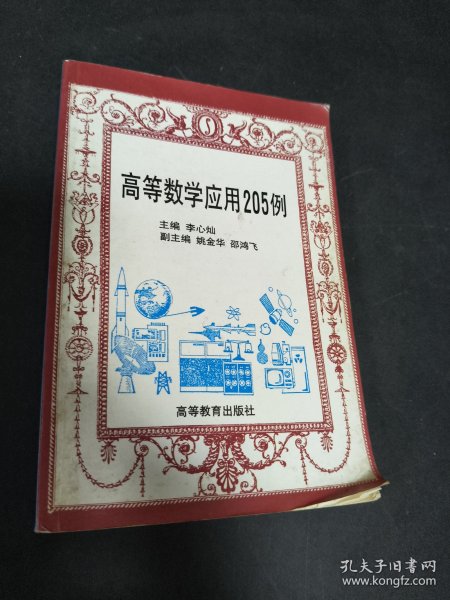 高等数学应用205例
主编 李心灿
副主编 姚金华 邵鸿飞
高等教育出版社
孔夫子旧书网
www.kongfz.com